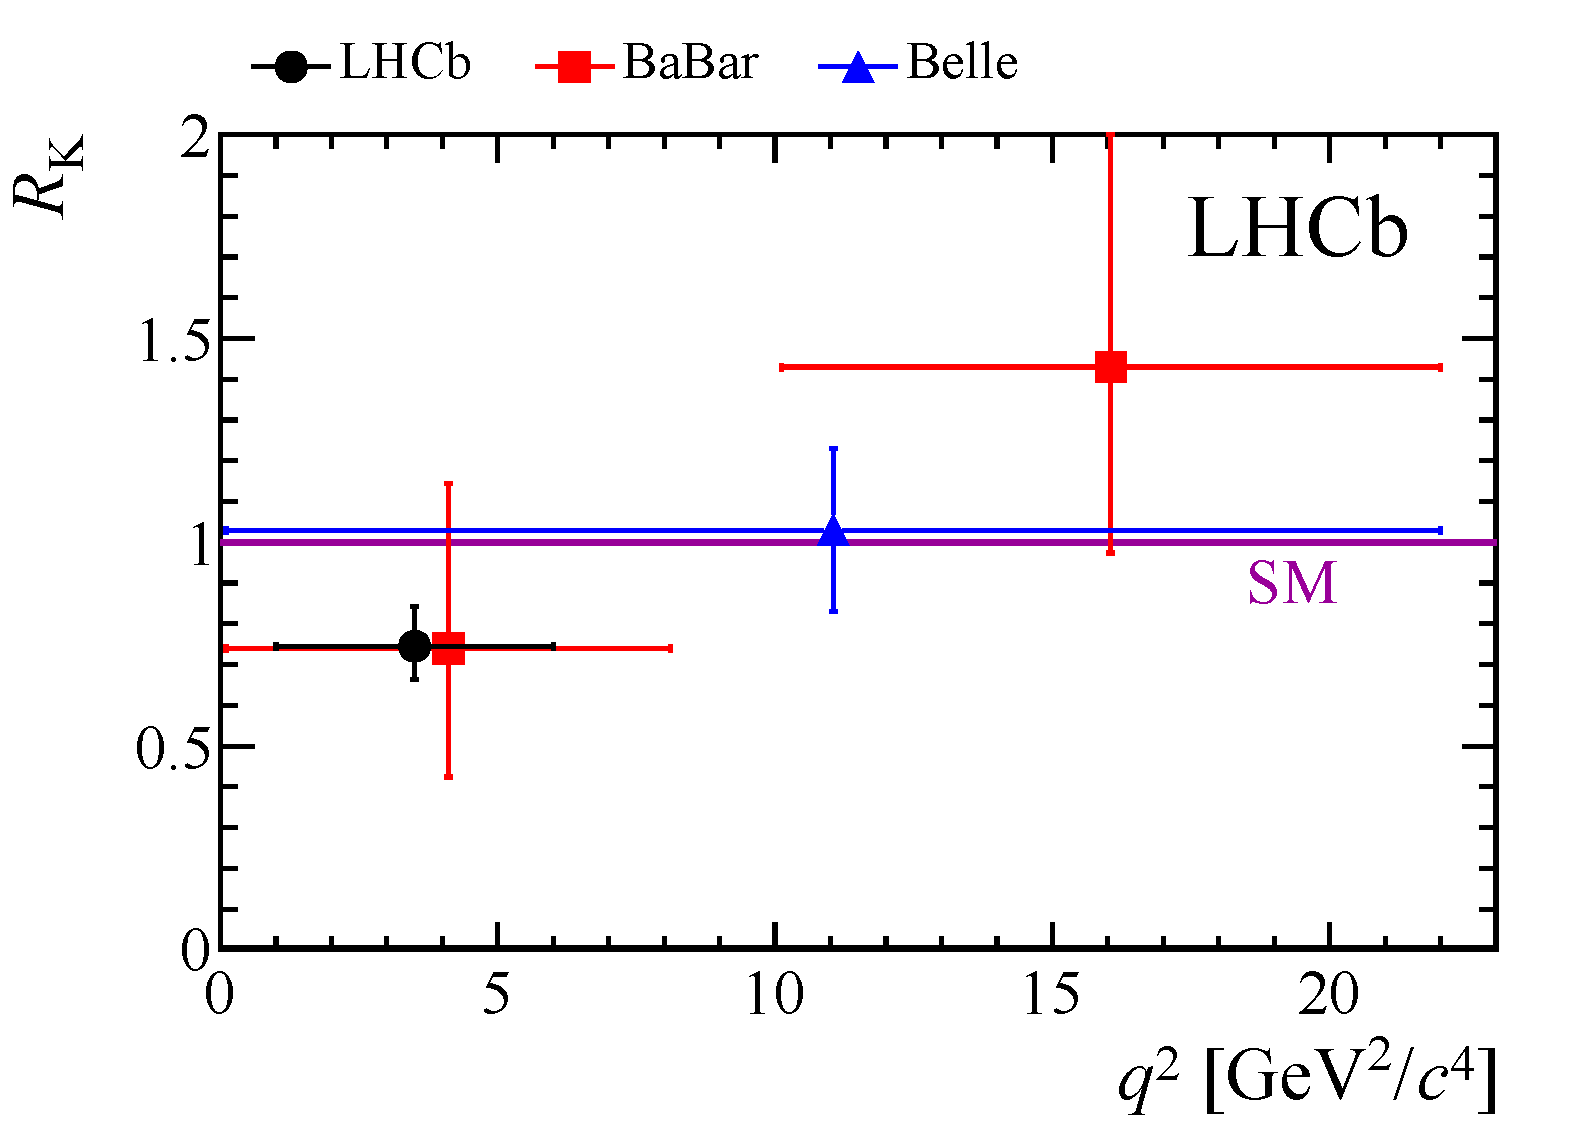 LHCb BaBar Belle
R_K
2
LHCb
1.5
1
SM
0.5
0
0 5 10 15 20
q² [GeV²/c⁴]